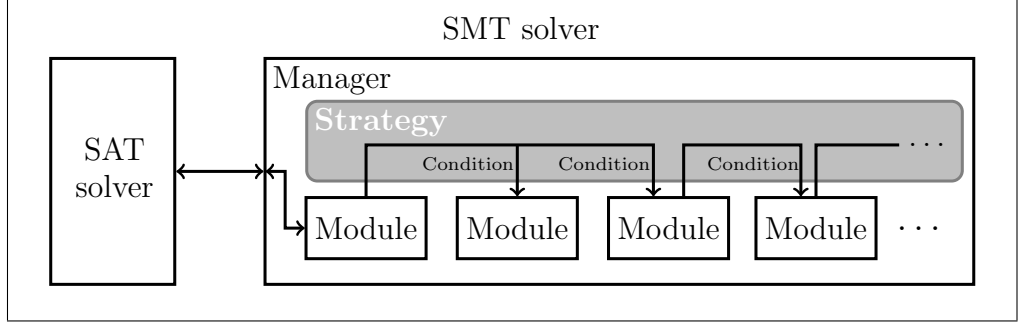 SMT solver
Manager
Strategy
SAT
solver
Condition Condition Condition ...
Module Module Module Module ...